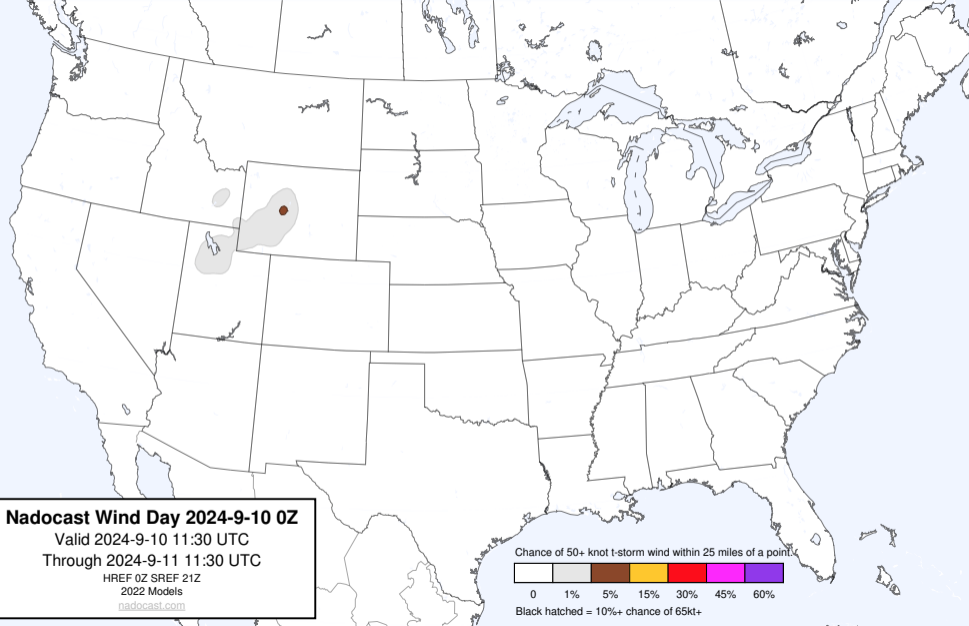 Nadocast Wind Day 2024-9-10 0Z
Valid 2024-9-10 11:30 UTC
Through 2024-9-11 11:30 UTC
HREF 0Z SREF 21Z
2022 Models
nadocast.com
Chance of 50+ knot t-storm wind within 25 miles of a point.
0 1% 5% 15% 30% 45% 60%
Black hatched = 10%+ chance of 65kt+